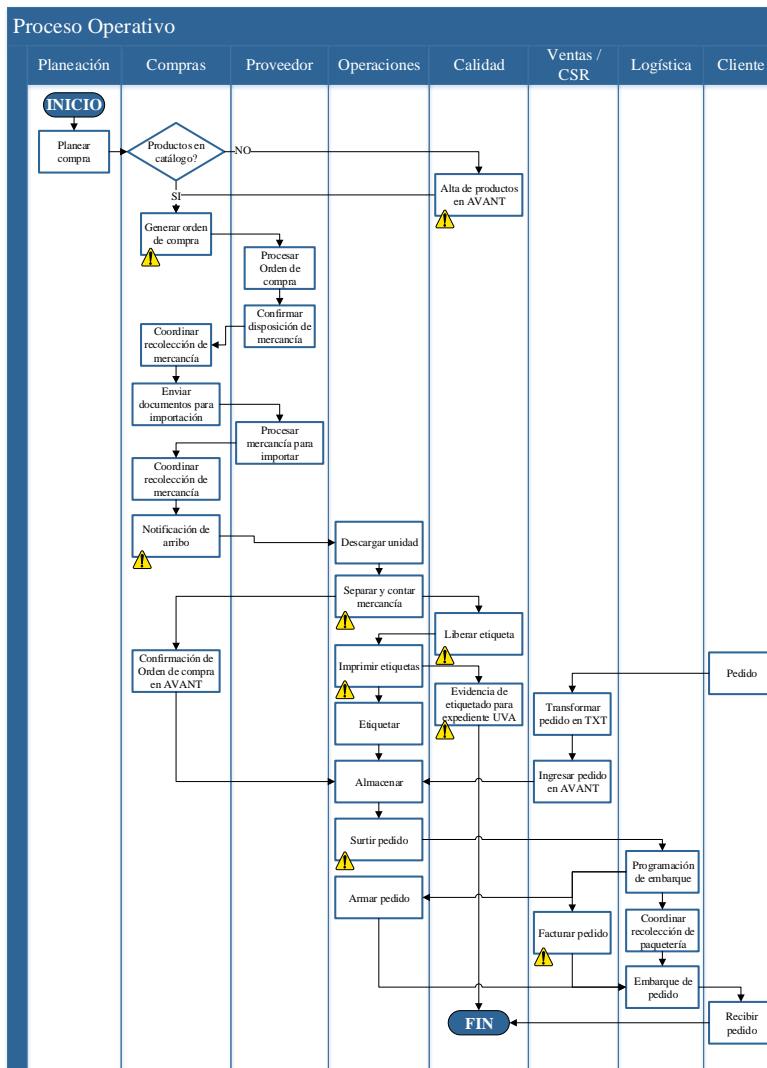 Proceso Operativo
Planeación
Compras
Proveedor
Operaciones
Calidad
Ventas /
CSR
Logística
Cliente
INICIO
Planear
compra
Productos en
catálogo?
NO
SI
Alta de productos
en AVANT
Generar orden
de compra
Procesar
Orden de
compra
Confirmar
disposición de
mercancía
Coordinar
recolección de
mercancía
Enviar
documentos para
importación
Procesar
mercancía para
importar
Coordinar
recolección de
mercancía
Notificación de
arribo
Descargar unidad
Separar y contar
mercancía
Liberar etiqueta
Confirmación de
Orden de compra
en AVANT
Imprimir etiquetas
Pedido
Evidencia de
etiquetado para
expediente UVA
Transformar
pedido en TXT
Etiquetar
Almacenar
Ingresar pedido
en AVANT
Surtir pedido
Programación
de embarque
Armar pedido
Facturar pedido
Coordinar
recolección de
paquetería
Embarque de
pedido
FIN
Recibir
pedido